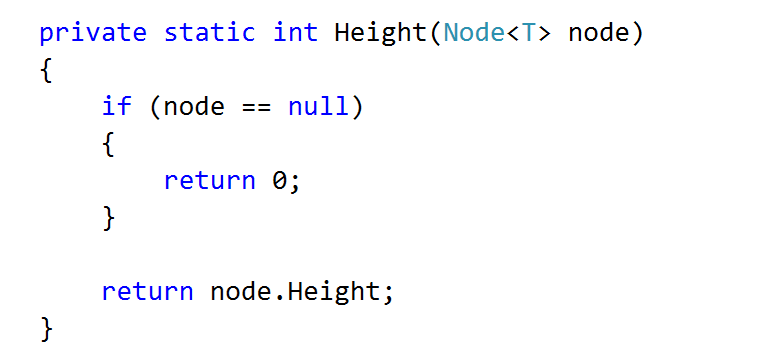 private static int Height(Node<T> node)
{
    if (node == null)
    {
        return 0;
    }

    return node.Height;
}